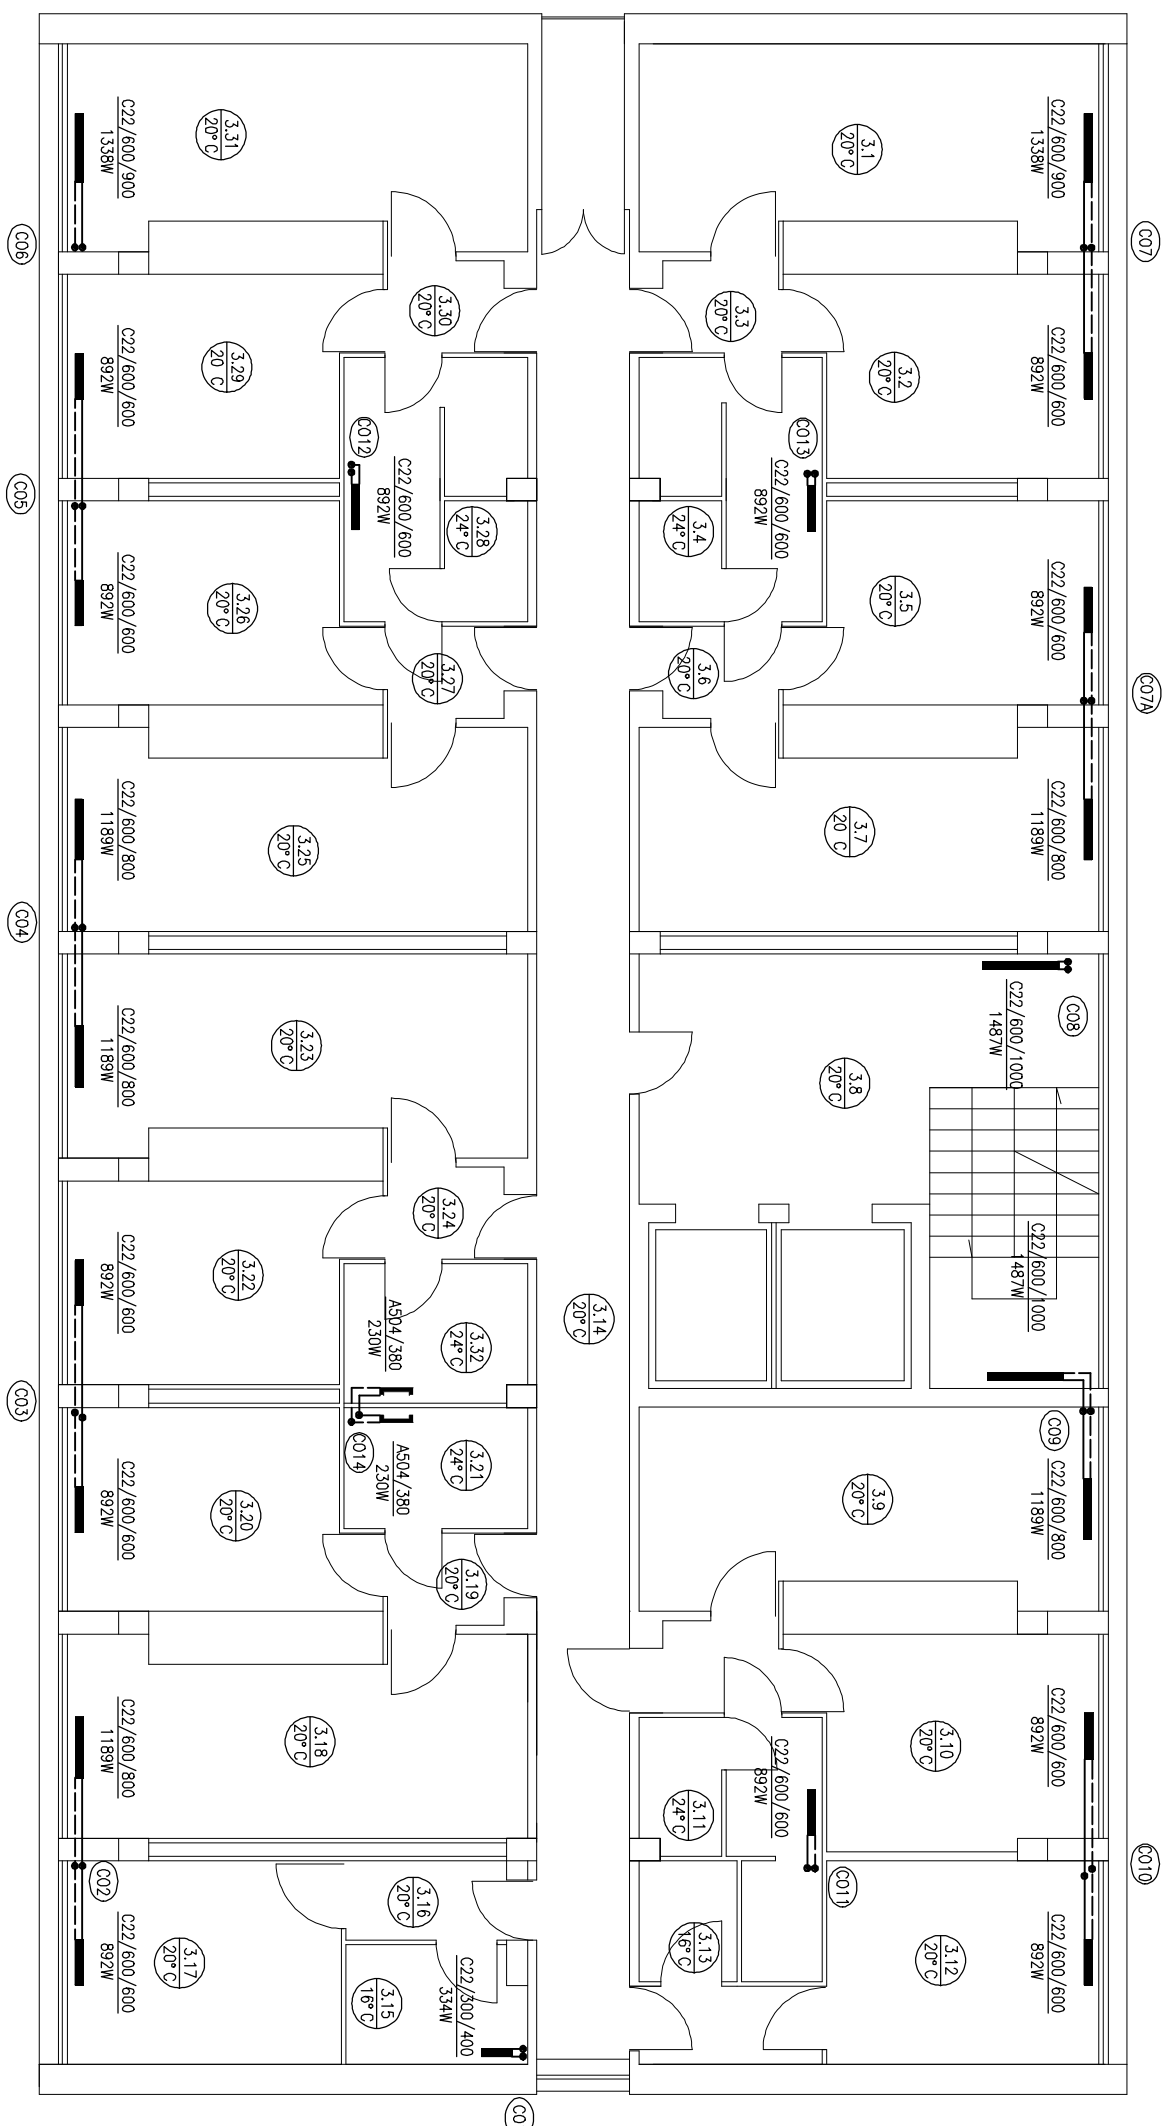 C07
C07A
C010
C22/600/900
1338W
C22/600/600
892W
C22/600/600
892W
C22/600/800
1189W
C08
C22/600/1000
1487W
C22/600/1000
1487W
C09
C22/600/800
1189W
C22/600/600
892W
C22/600/600
892W
3.1
20°C
3.2
20°C
3.5
20°C
3.7
20 C
3.8
20°C
3.9
20°C
3.10
20°C
3.12
20°C
C013
C22/600/600
892W
C22/600/600
892W
C011
3.3
20°C
3.4
24°C
3.6
20°C
3.11
24°C
3.13
16°C
3.14
20°C
3.30
20°C
3.28
24°C
3.27
20°C
3.24
20°C
3.32
24°C
3.21
24°C
3.19
20°C
3.16
20°C
C22/300/400
334W
3.15
16°C
C0
C012
C22/600/600
892W
A504/380
230W
A504/380
230W
C014
3.31
20°C
3.29
20 C
3.26
20°C
3.25
20°C
3.23
20°C
3.22
20°C
3.20
20°C
3.18
20°C
3.17
20°C
C22/600/900
1338W
C22/600/600
892W
C22/600/600
892W
C22/600/800
1189W
C22/600/800
1189W
C22/600/600
892W
C22/600/600
892W
C22/600/800
1189W
C02
C22/600/600
892W
C06
C05
C04
C03